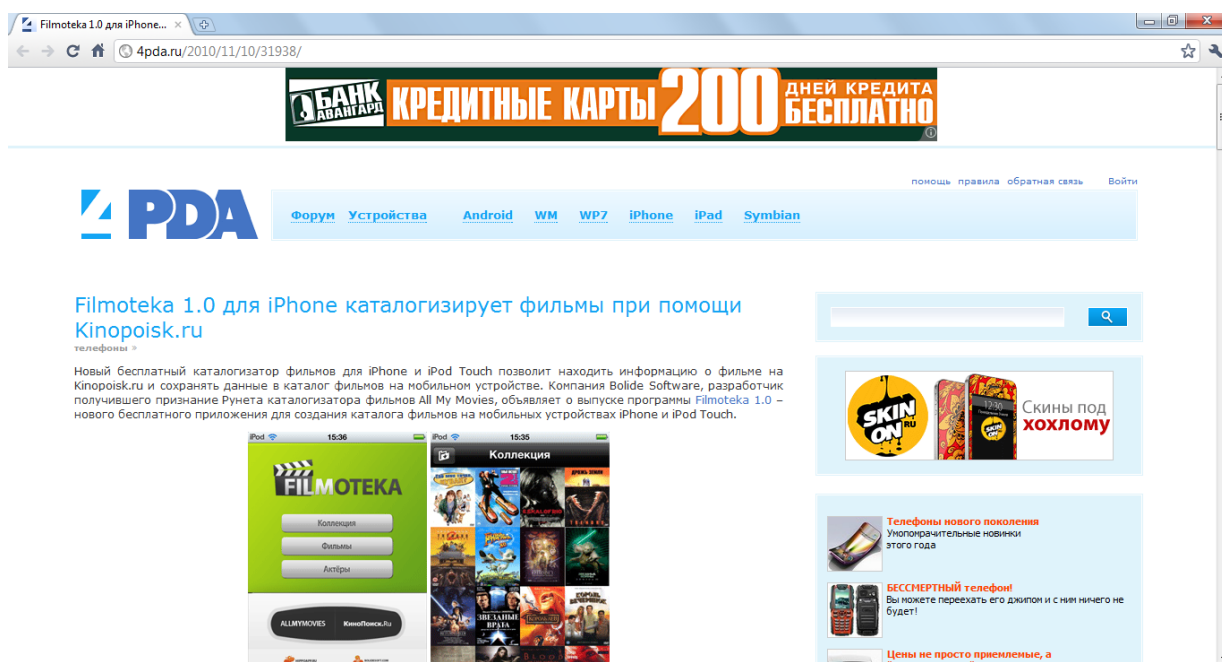 Filmoteka 1.0 для iPhone...
4pda.ru/2010/11/10/31938/
БАНК АВАНГАРД КРЕДИТНЫЕ КАРТЫ 200 ДНЕЙ КРЕДИТА БЕСПЛАТНО
помощь правила обратная связь Войти
4PDA
Форум Устройства Android WM WP7 iPhone iPad Symbian
Filmoteka 1.0 для iPhone каталогизирует фильмы при помощи
Kinopoisk.ru
телефоны »
Новый бесплатный каталогизатор фильмов для iPhone и iPod Touch позволит находить информацию о фильме на
Kinopoisk.ru и сохранять данные в каталог фильмов на мобильном устройстве. Компания Bolide Software, разработчик
получившего признание Рунета каталогизатора фильмов All My Movies, объявляет о выпуске программы Filmoteka 1.0 –
нового бесплатного приложения для создания каталога фильмов на мобильных устройствах iPhone и iPod Touch.
iPod 15:36
FILMОТЕКА
Коллекция
Фильмы
Актёры
ALLMYMOVIES КиноПоиск.Ru
iPod 15:35
Коллекция
ЗВЕЗДНЫЕ
ВРАТА
SKIN
ON RU
12:30
Скины под
хохлому
Телефоны нового поколения
Умопомрачительные новинки
этого года
БЕССМЕРТНЫЙ телефон!
Вы можете переехать его джипом и с ним ничего не
будет!
Цены не просто приемлемые, а